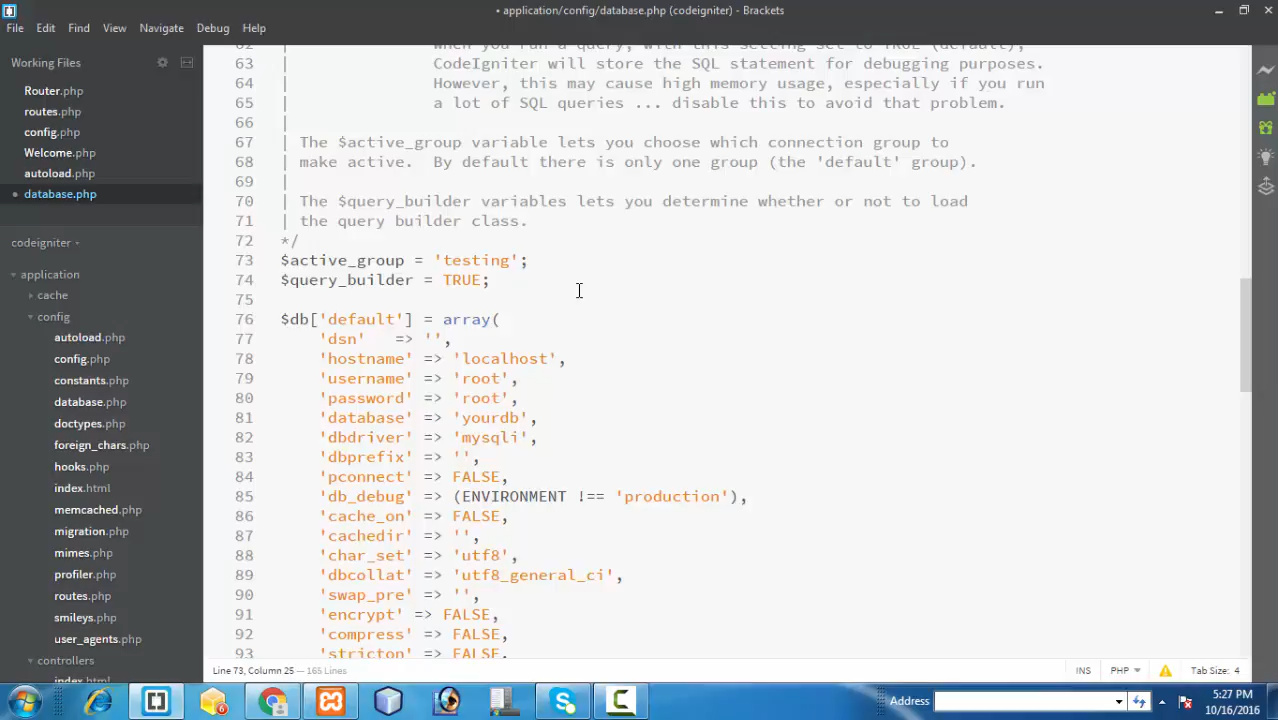 • application/config/database.php (codeigniter) - Brackets
File Edit Find View Navigate Debug Help
Working Files
Router.php
routes.php
config.php
Welcome.php
autoload.php
• database.php
codeigniter
application
cache
config
autoload.php
config.php
constants.php
database.php
doctypes.php
foreign_chars.php
hooks.php
index.html
memcached.php
migration.php
mimes.php
profiler.php
routes.php
smileys.php
user_agents.php
controllers
index.html
62 | When you run a query, with this setting set to TRUE (default),
63 | CodeIgniter will store the SQL statement for debugging purposes.
64 | However, this may cause high memory usage, especially if you run
65 | a lot of SQL queries ... disable this to avoid that problem.
66 |
67 | The $active_group variable lets you choose which connection group to
68 | make active.  By default there is only one group (the 'default' group).
69 |
70 | The $query_builder variables lets you determine whether or not to load
71 | the query builder class.
72 */
73 $active_group = 'testing';
74 $query_builder = TRUE;
75
76 $db['default'] = array(
77 'dsn'   => '',
78 'hostname' => 'localhost',
79 'username' => 'root',
80 'password' => 'root',
81 'database' => 'yourdb',
82 'dbdriver' => 'mysqli',
83 'dbprefix' => '',
84 'pconnect' => FALSE,
85 'db_debug' => (ENVIRONMENT !== 'production'),
86 'cache_on' => FALSE,
87 'cachedir' => '',
88 'char_set' => 'utf8',
89 'dbcollat' => 'utf8_general_ci',
90 'swap_pre' => '',
91 'encrypt' => FALSE,
92 'compress' => FALSE,
93 'stricton' => FALSE,
Line 73, Column 25 — 165 Lines
INS PHP Tab Size: 4
Address
5:27 PM
10/16/2016